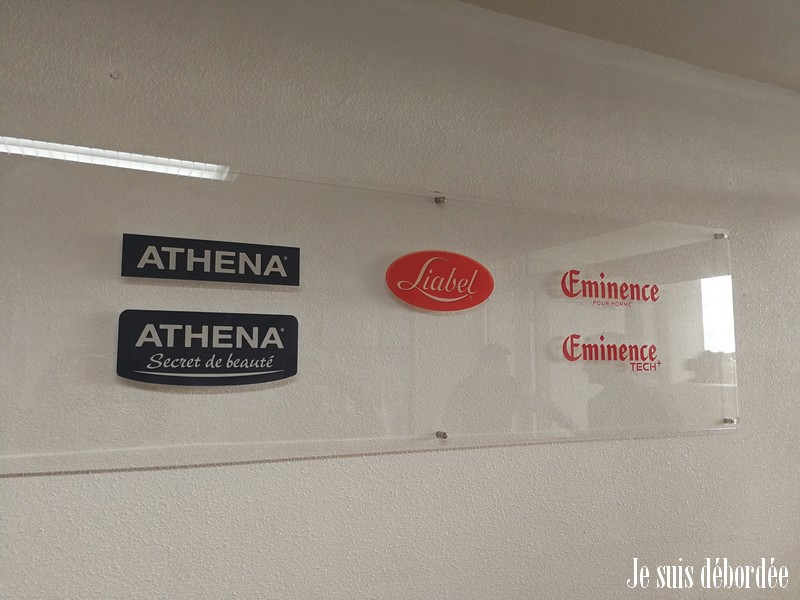 ATHENA®
ATHENA®
Secret de beauté
Liabel®
Eminence
POUR HOMME
Eminence
TECH+
Je suis débordée